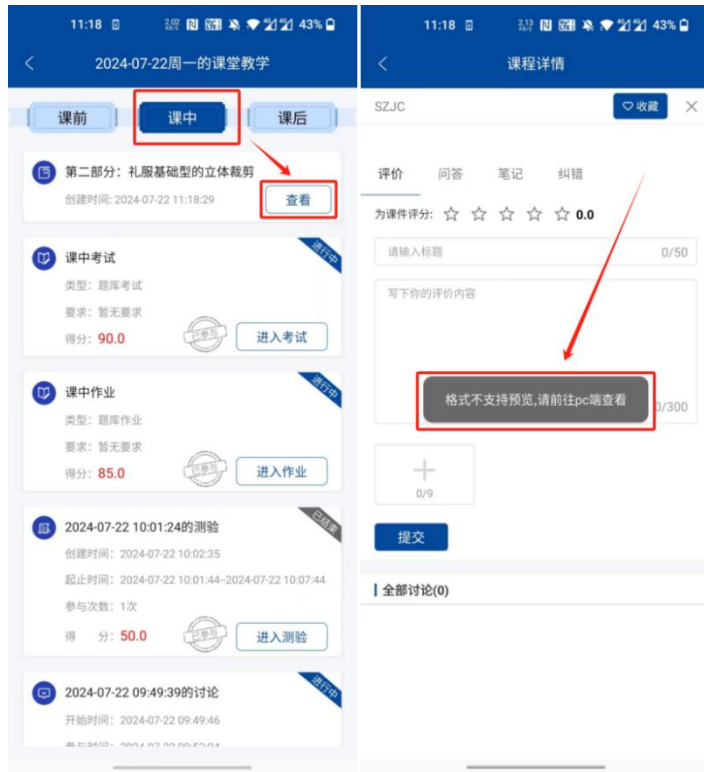 11:18
43%
2024-07-22周一的课堂教学
课前
课中
课后
第二部分：礼服基础型的立体裁剪
创建时间: 2024-07-22 11:18:29
查看
进行中
课中考试
类型：题库考试
要求：暂无要求
得分：90.0
已参与
进入考试
进行中
课中作业
类型：题库作业
要求：暂无要求
得分：85.0
已参与
进入作业
已结束
2024-07-22 10:01:24的测验
创建时间：2024-07-22 10:02:35
起止时间：2024-07-22 10:01:44~2024-07-22 10:07:44
参与次数：1次
得 分：50.0
已参与
进入测验
进行中
2024-07-22 09:49:39的讨论
开始时间：2024-07-22 09:49:46
11:18
43%
课程详情
SZJC
收藏
评价 问答 笔记 纠错
为课件评分: 0.0
请输入标题
0/50
写下你的评价内容
格式不支持预览,请前往pc端查看
0/300
0/9
提交
全部讨论(0)